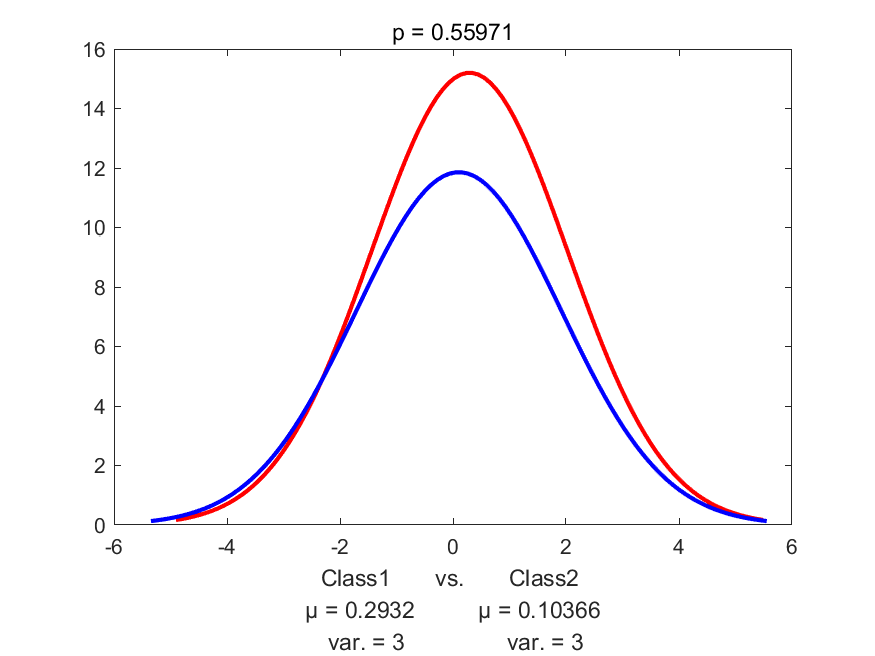 p = 0.55971
16
14
12
10
8
6
4
2
0
-6 -4 -2 0 2 4 6
Class1 vs. Class2
μ = 0.2932 μ = 0.10366
var. = 3 var. = 3